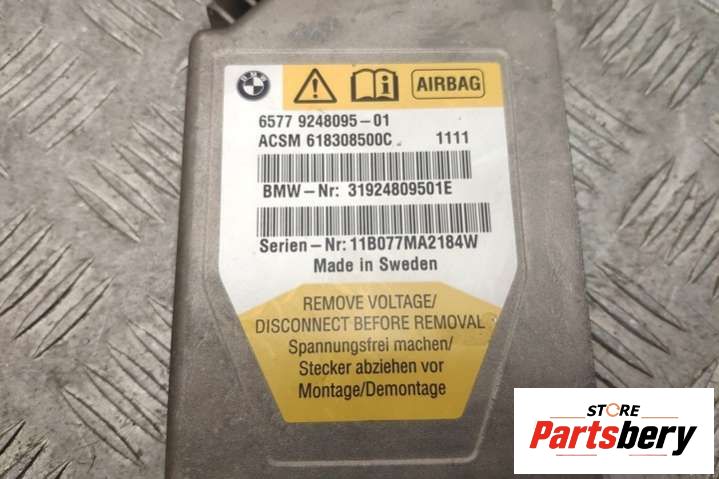 BMW
AIRBAG
6577 9248095-01
ACSM 618308500C 1111
BMW-Nr: 31924809501E
Serien-Nr: 11B077MA2184W
Made in Sweden
REMOVE VOLTAGE/
DISCONNECT BEFORE REMOVAL
Spannungsfrei machen/
Stecker abziehen vor
Montage/Demontage
STORE
Partsbery